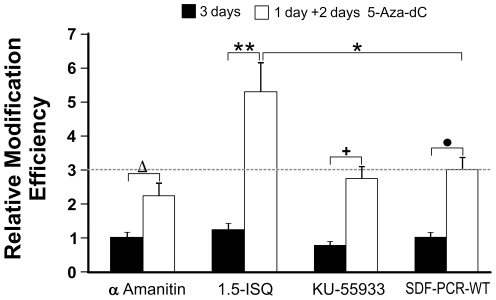 3 days 1 day +2 days 5-Aza-dC
Relative Modification
Efficiency
7
6
5
4
3
2
1
0
Δ
**
+
*
●
α Amanitin 1.5-ISQ KU-55933 SDF-PCR-WT